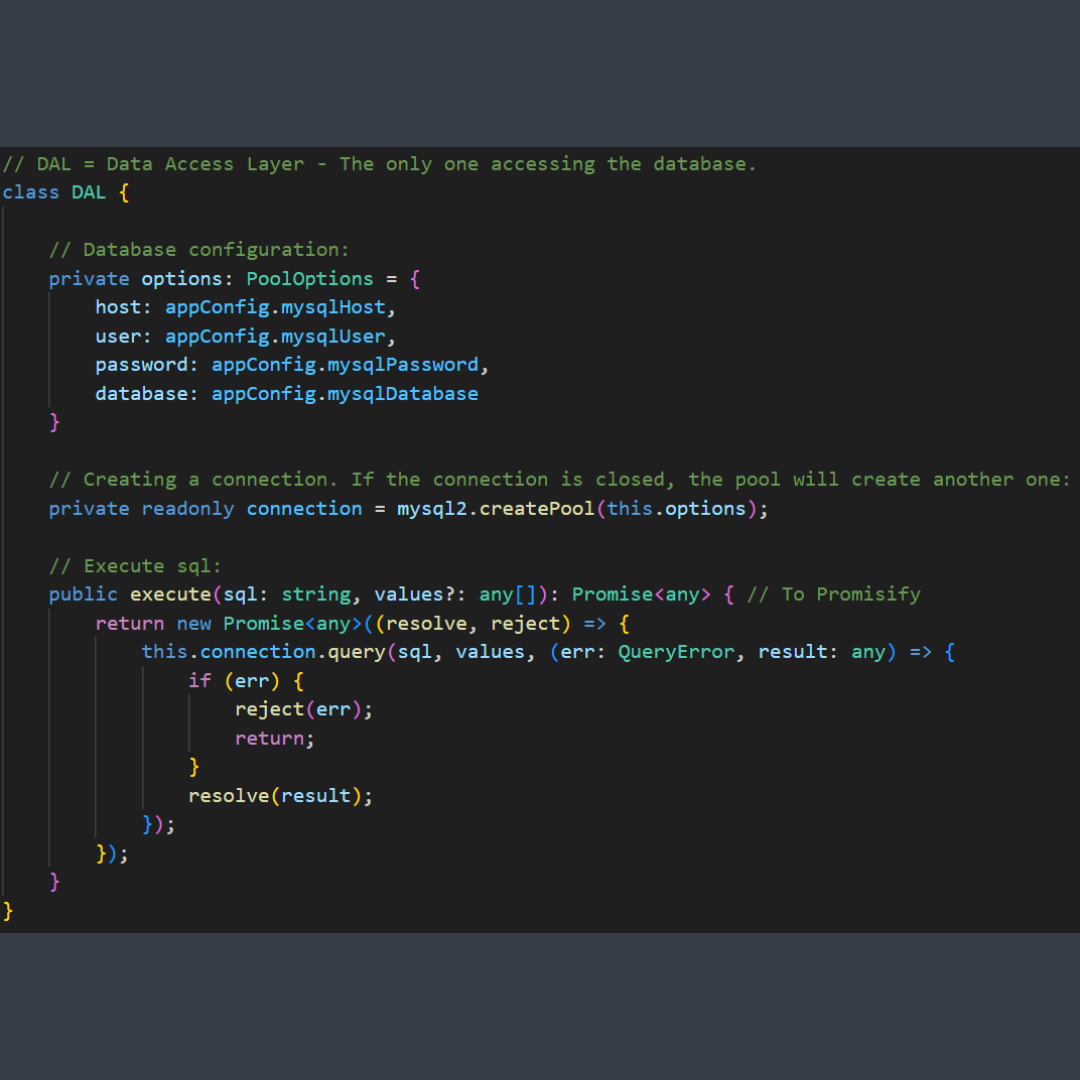 // DAL = Data Access Layer - The only one accessing the database.
class DAL {
// Database configuration:
private options: PoolOptions = {
host: appConfig.mysqlHost,
user: appConfig.mysqlUser,
password: appConfig.mysqlPassword,
database: appConfig.mysqlDatabase
}
// Creating a connection. If the connection is closed, the pool will create another one:
private readonly connection = mysql2.createPool(this.options);
// Execute sql:
public execute(sql: string, values?: any[]): Promise<any> { // To Promisify
return new Promise<any>((resolve, reject) => {
this.connection.query(sql, values, (err: QueryError, result: any) => {
if (err) {
reject(err);
return;
}
resolve(result);
});
});
}
}